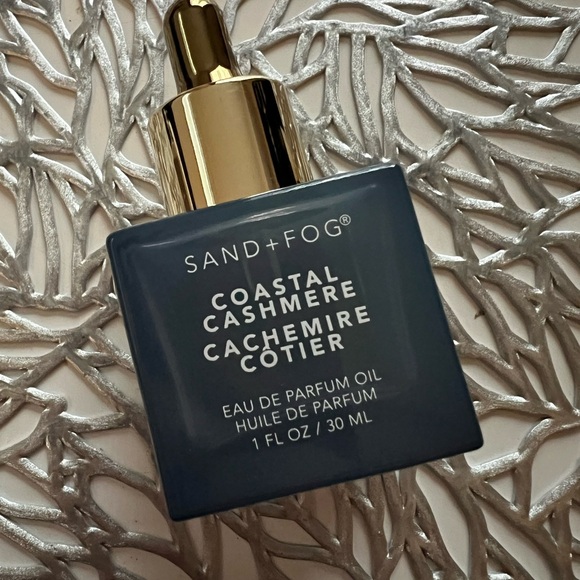 SAND+FOG®
COASTAL
CASHMERE
CACHEMIRE
CÔTIER
EAU DE PARFUM OIL
HUILE DE PARFUM
1 FL OZ / 30 ML